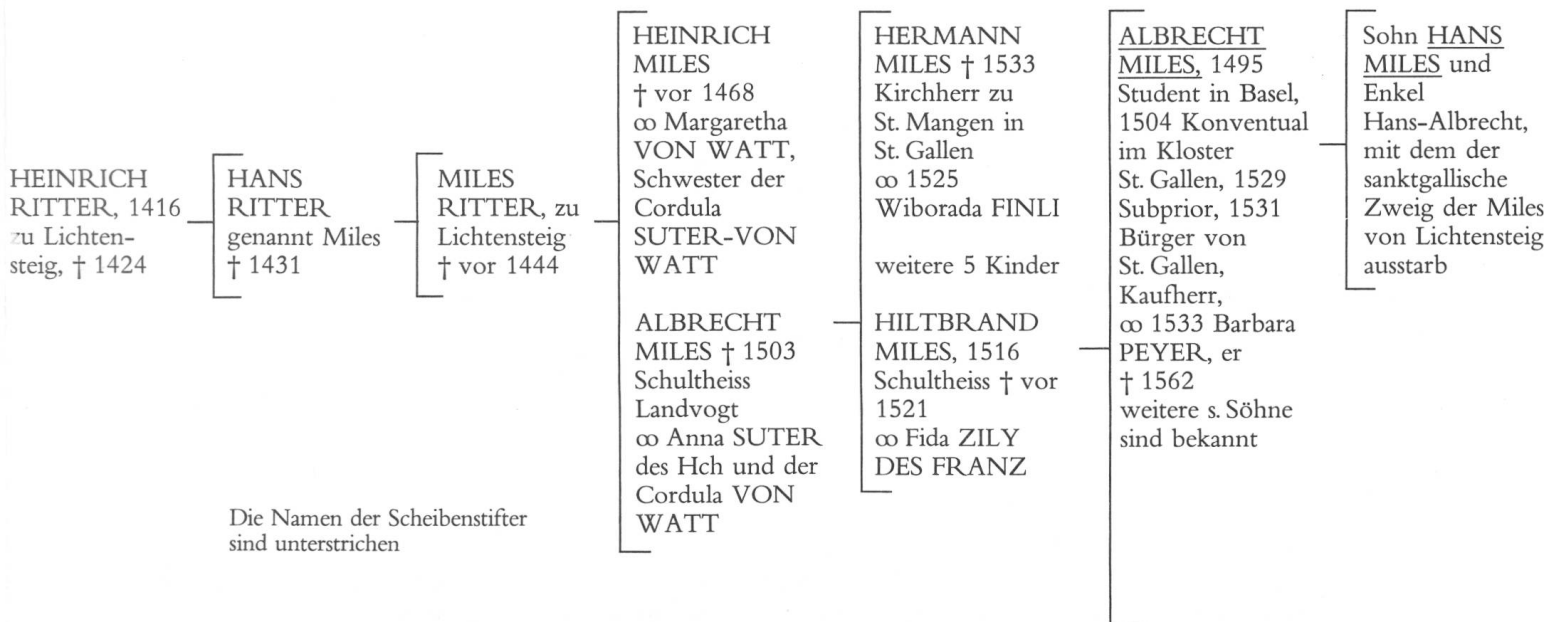 HEINRICH
RITTER, 1416
zu Lichten-
steig, † 1424
HANS
RITTER
genannt Miles
† 1431
MILES
RITTER, zu
Lichtensteig
† vor 1444
HEINRICH
MILES
† vor 1468
∞ Margaretha
VON WATT,
Schwester der
Cordula
SUTER-VON
WATT
ALBRECHT
MILES † 1503
Schultheiss
Landvogt
∞ Anna SUTER
des Hch und der
Cordula VON
WATT
HERMANN
MILES † 1533
Kirchherr zu
St. Mangen in
St. Gallen
∞ 1525
Wiborada FINLI
weitere 5 Kinder
HILTBRAND
MILES, 1516
Schultheiss † vor
1521
∞ Fida ZILY
DES FRANZ
ALBRECHT
MILES, 1495
Student in Basel,
1504 Konventual
im Kloster
St. Gallen, 1529
Subprior, 1531
Bürger von
St. Gallen,
Kaufherr,
∞ 1533 Barbara
PEYER, er
† 1562
weitere s. Söhne
sind bekannt
Sohn HANS
MILES und
Enkel
Hans-Albrecht,
mit dem der
sanktgallische
Zweig der Miles
von Lichtensteig
ausstarb
Die Namen der Scheibenstifter
sind unterstrichen